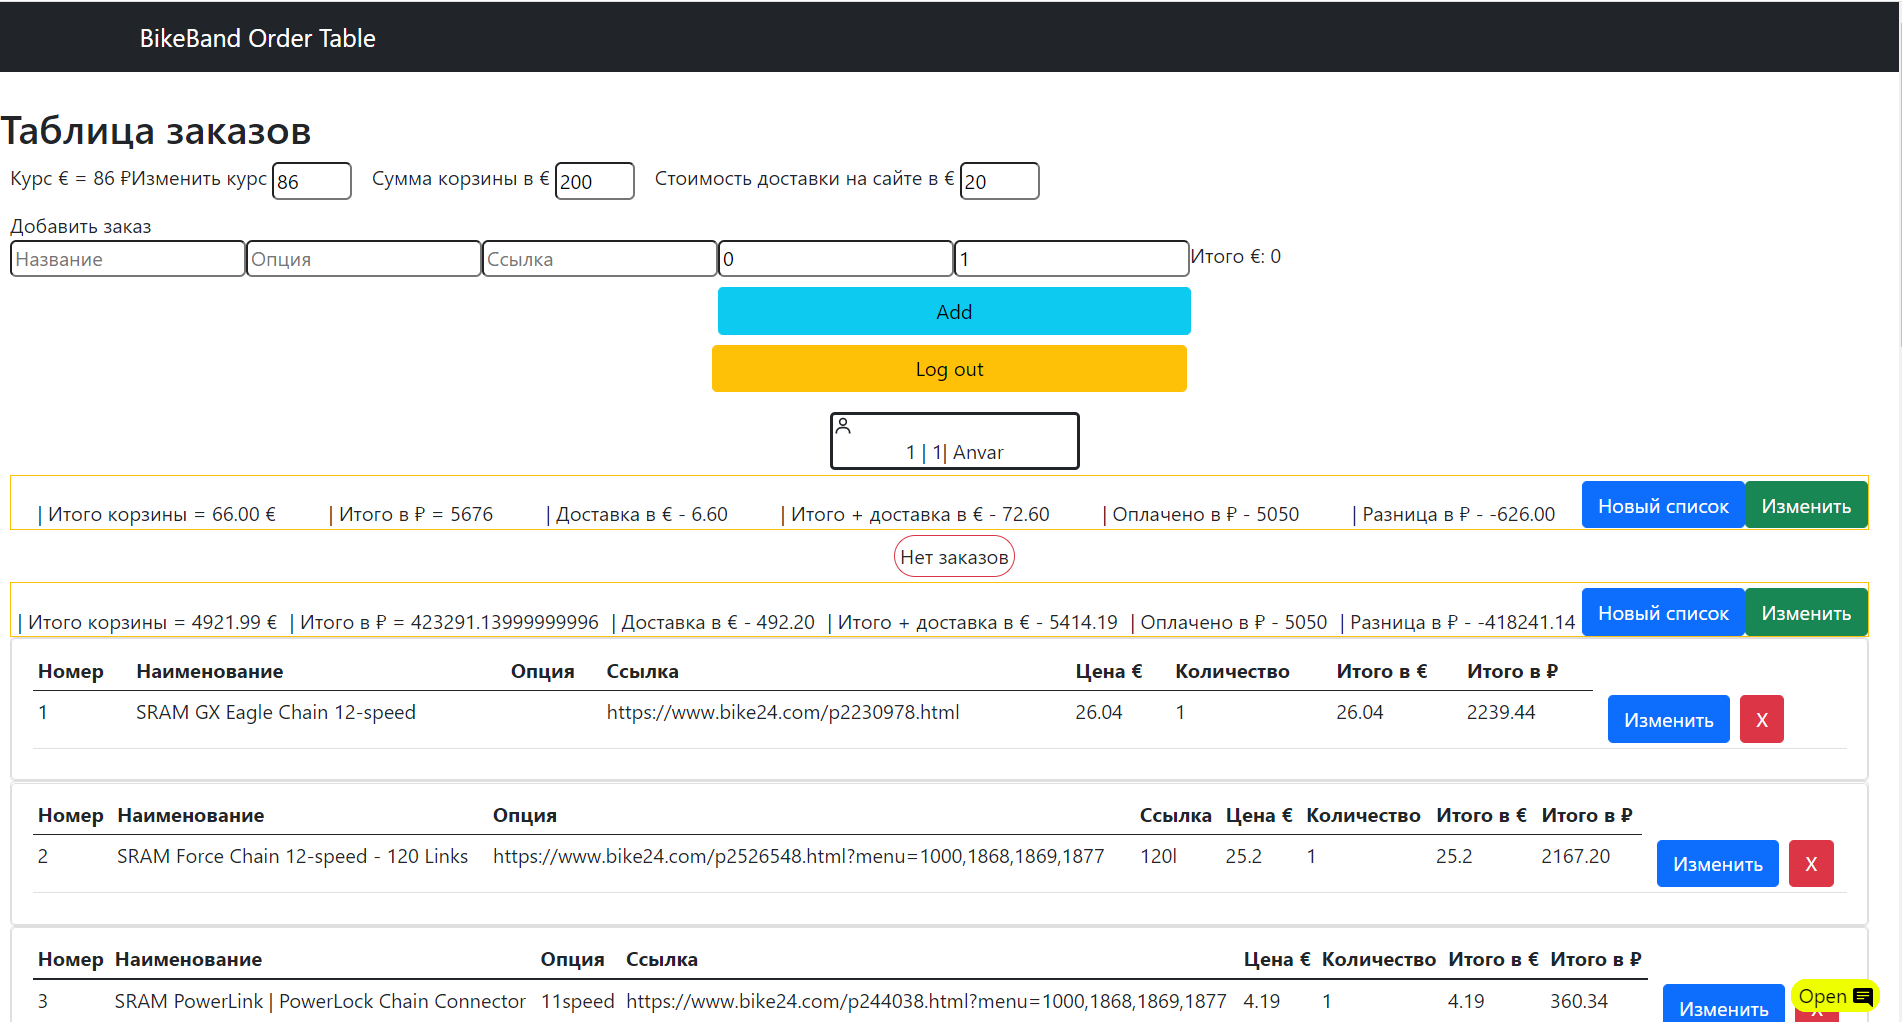 BikeBand Order Table
Таблица заказов
Курс € = 86 ₽Изменить курс 86 Сумма корзины в € 200 Стоимость доставки на сайте в € 20
Добавить заказ
Название Опция Ссылка 0 1 Итого €: 0
Add
Log out
1 | 1| Anvar
| Итого корзины = 66.00 € | Итого в ₽ = 5676 | Доставка в € - 6.60 | Итого + доставка в € - 72.60 | Оплачено в ₽ - 5050 | Разница в ₽ - -626.00 Новый список Изменить
Нет заказов
| Итого корзины = 4921.99 € | Итого в ₽ = 423291.13999999996 | Доставка в € - 492.20 | Итого + доставка в € - 5414.19 | Оплачено в ₽ - 5050 | Разница в ₽ - -418241.14 Новый список Изменить
Номер Наименование Опция Ссылка Цена € Количество Итого в € Итого в ₽
1 SRAM GX Eagle Chain 12-speed https://www.bike24.com/p2230978.html 26.04 1 26.04 2239.44 Изменить X
Номер Наименование Опция Ссылка Цена € Количество Итого в € Итого в ₽
2 SRAM Force Chain 12-speed - 120 Links https://www.bike24.com/p2526548.html?menu=1000,1868,1869,1877 120l 25.2 1 25.2 2167.20 Изменить X
Номер Наименование Опция Ссылка Цена € Количество Итого в € Итого в ₽
3 SRAM PowerLink | PowerLock Chain Connector 11speed https://www.bike24.com/p244038.html?menu=1000,1868,1869,1877 4.19 1 4.19 360.34 Изменить X
Open